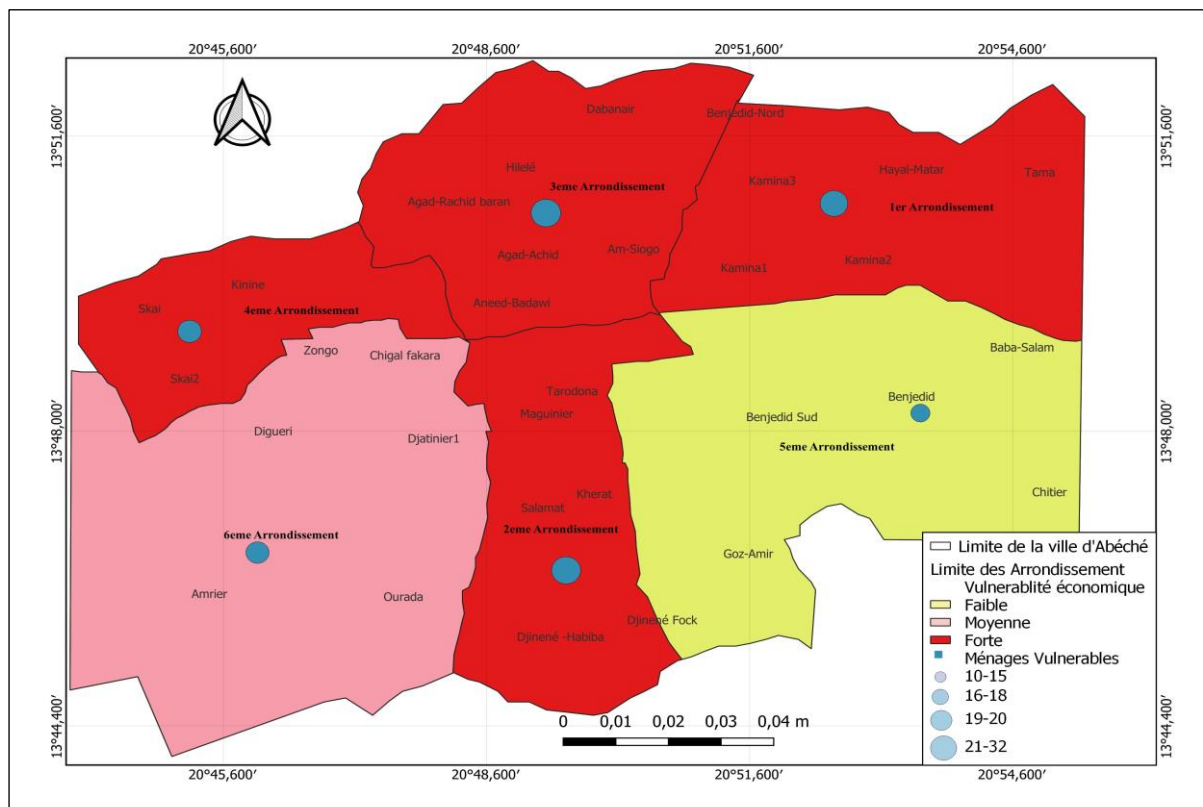 20°45,600′ 20°48,600′ 20°51,600′ 20°54,600′
13°51,600′ 13°51,600′
Dabanair
Benjedid-Nord
Hilelé
3eme Arrondissement
Kamina3
Hayal-Matar
Tama
Agad-Rachid baran
1er Arrondissement
Agad-Achid
Am-Siogo
Kamina1
Kamina2
Kinine
Skai
4eme Arrondissement
Aneed-Badawi
Zongo
Chigal fakara
Baba-Salam
Skai2
Tarodona
Benjedid
Maguinier
Benjedid Sud
Digueri
Djatinier1
13°48,000′ 13°48,000′
5eme Arrondissement
Kherat
Chitier
Salamat
6eme Arrondissement
2eme Arrondissement
Goz-Amir
Amrier
Ourada
Djinené Fock
Djinené -Habiba
13°44,400′ 13°44,400′
Limite de la ville d'Abéché
Limite des Arrondissement
Vulnerablité économique
Faible
Moyenne
Forte
Ménages Vulnerables
10-15
16-18
19-20
21-32
0 0,01 0,02 0,03 0,04 m
20°45,600′ 20°48,600′ 20°51,600′ 20°54,600′